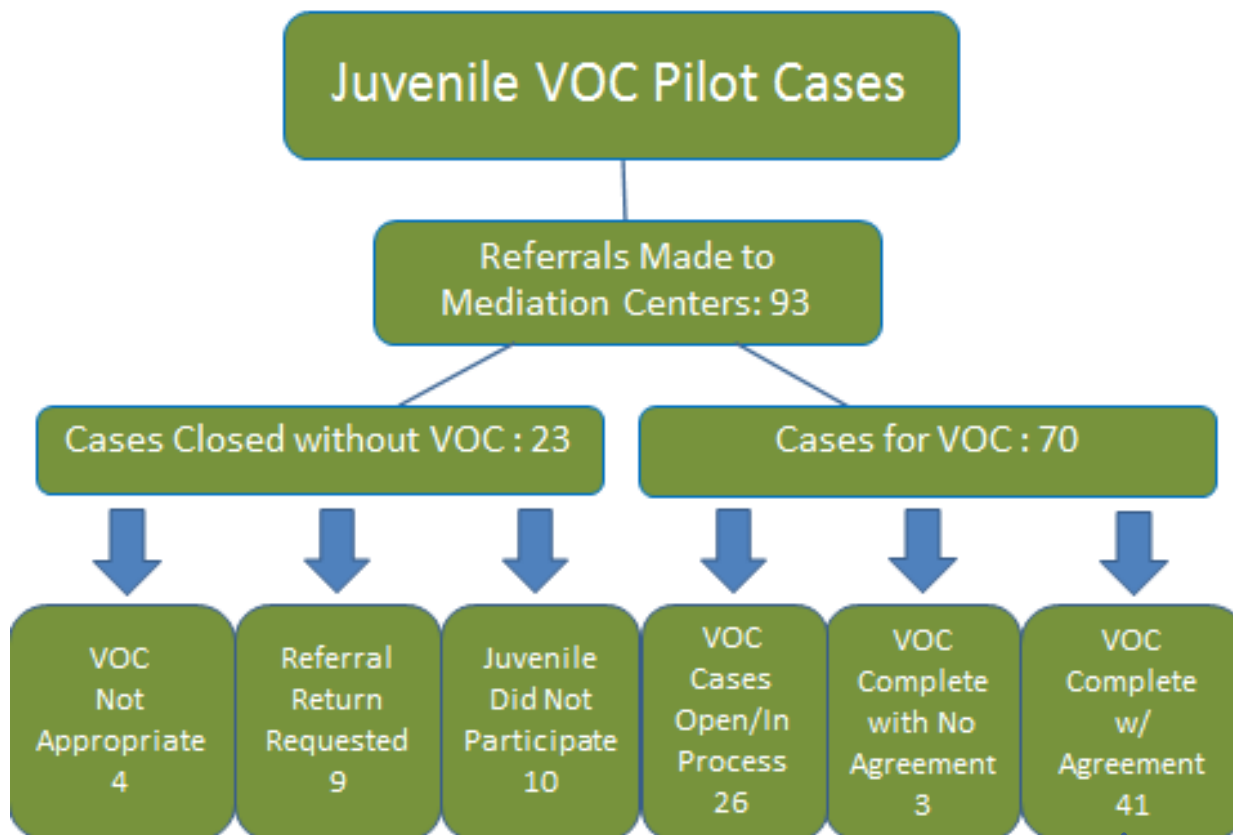 Juvenile VOC Pilot Cases
Referrals Made to
Mediation Centers: 93
Cases Closed without VOC : 23
Cases for VOC : 70
VOC
Not
Appropriate
4
Referral
Return
Requested
9
Juvenile
Did Not
Participate
10
VOC
Cases
Open/In
Process
26
VOC
Complete
with No
Agreement
3
VOC
Complete
w/
Agreement
41